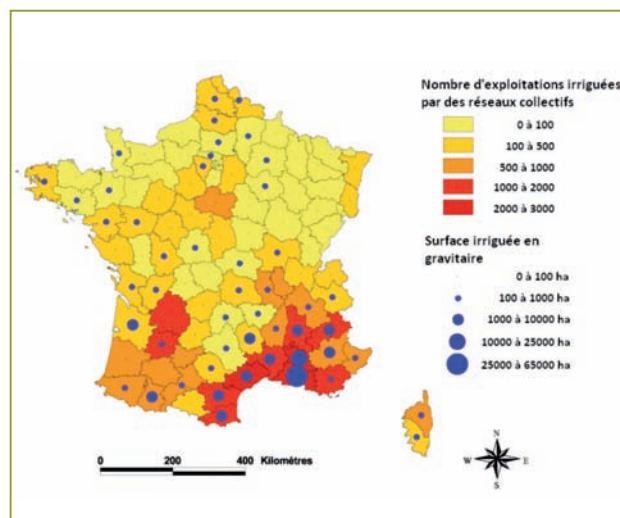 Nombre d'exploitations irriguées
par des réseaux collectifs
0 à 100
100 à 500
500 à 1000
1000 à 2000
2000 à 3000
Surface irriguée en
gravitaire
0 à 100 ha
100 à 1000 ha
1000 à 10000 ha
10000 à 25000 ha
25000 à 65000 ha
0 200 400 Kilomètres
N
W E
S